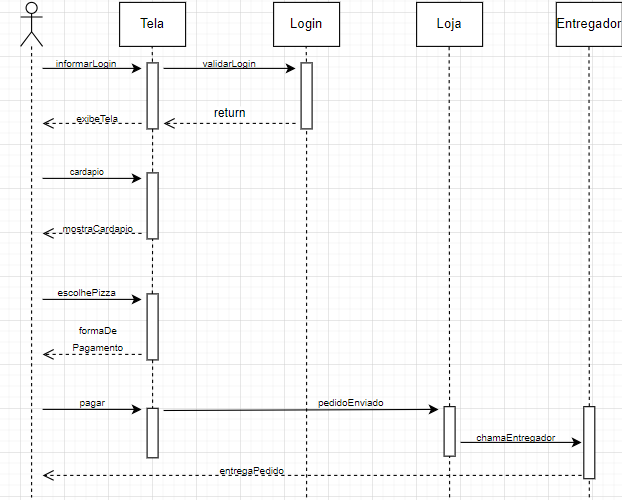 Tela
Login
Loja
Entregador
informarLogin
validarLogin
return
exibeTela
cardapio
mostraCardapio
escolhePizza
formaDe
Pagamento
pagar
pedidoEnviado
chamaEntregador
entregaPedido